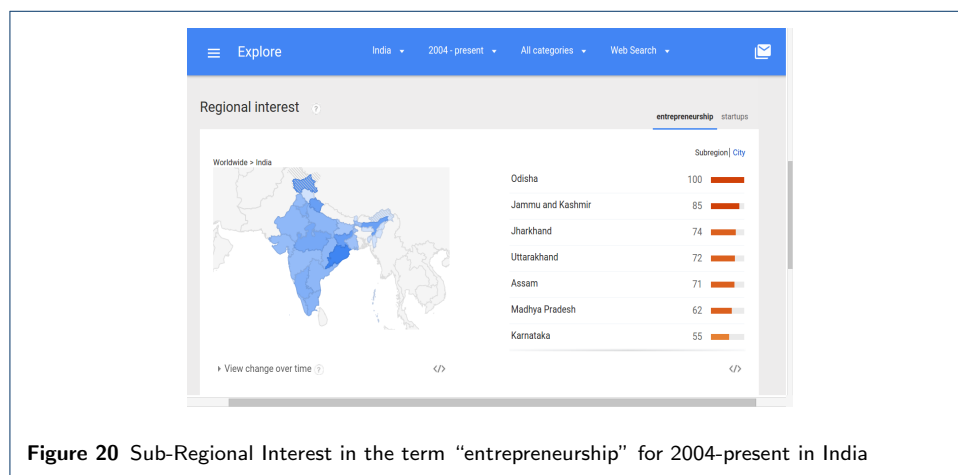 Explore India 2004 - present All categories Web Search
Regional interest ?
entrepreneurship startups
Subregion| City
Worldwide > India
Odisha 100
Jammu and Kashmir 85
Jharkhand 74
Uttarakhand 72
Assam 71
Madhya Pradesh 62
Karnataka 55
View change over time ? </> </>
Figure 20 Sub-Regional Interest in the term “entrepreneurship” for 2004-present in India